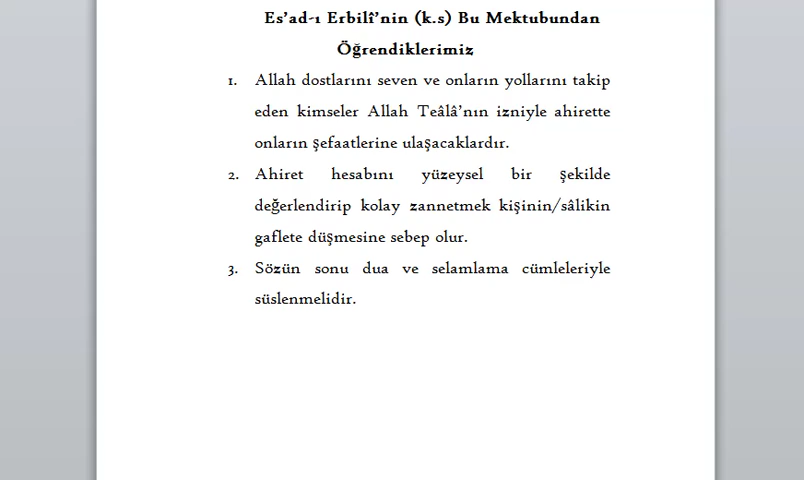 Es’ad-ı Erbilî’nin (k.s) Bu Mektubundan
Öğrendiklerimiz
1. Allah dostlarını seven ve onların yollarını takip
eden kimseler Allah Teâlâ’nın izniyle ahirette
onların şefaatlerine ulaşacaklardır.
2. Ahiret hesabını yüzeysel bir şekilde
değerlendirip kolay zannetmek kişinin/sâlikin
gaflete düşmesine sebep olur.
3. Sözün sonu dua ve selamlama cümleleriyle
süslenmelidir.